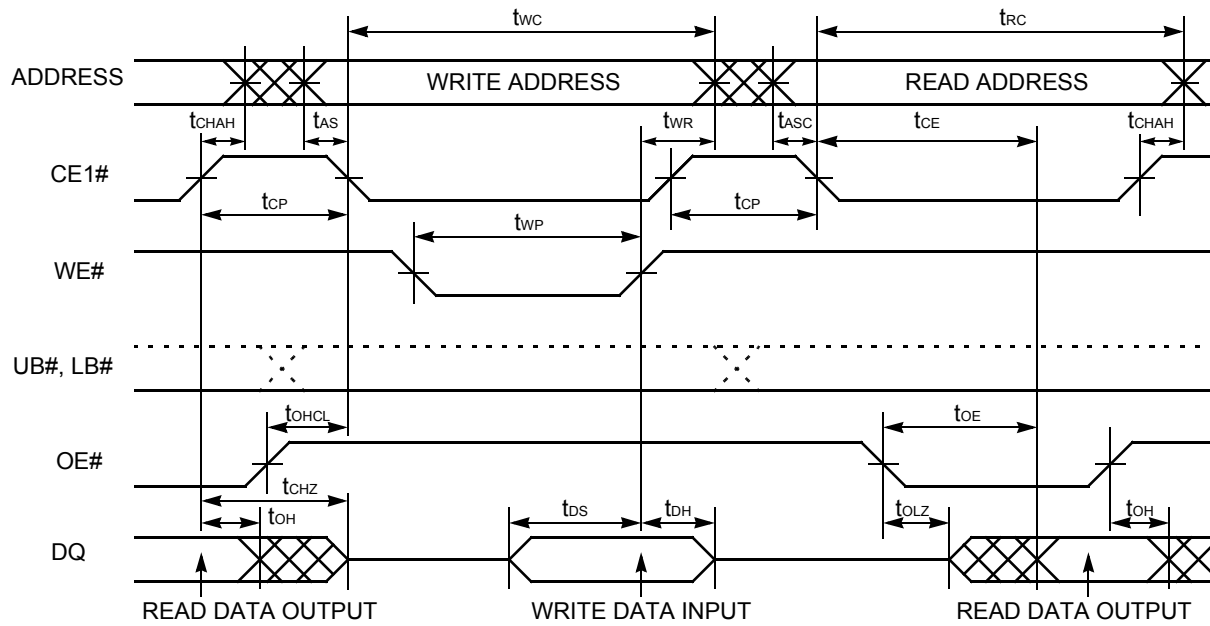 tWC tRC
ADDRESS WRITE ADDRESS READ ADDRESS
tCHAH tAS tWR tASC tCE tCHAH
CE1#
tCP tCP
tWP
WE#
UB#, LB#
tOHCL tOE
OE#
tCHZ
tOH tDS tDH tOLZ tOH
DQ
READ DATA OUTPUT WRITE DATA INPUT READ DATA OUTPUT